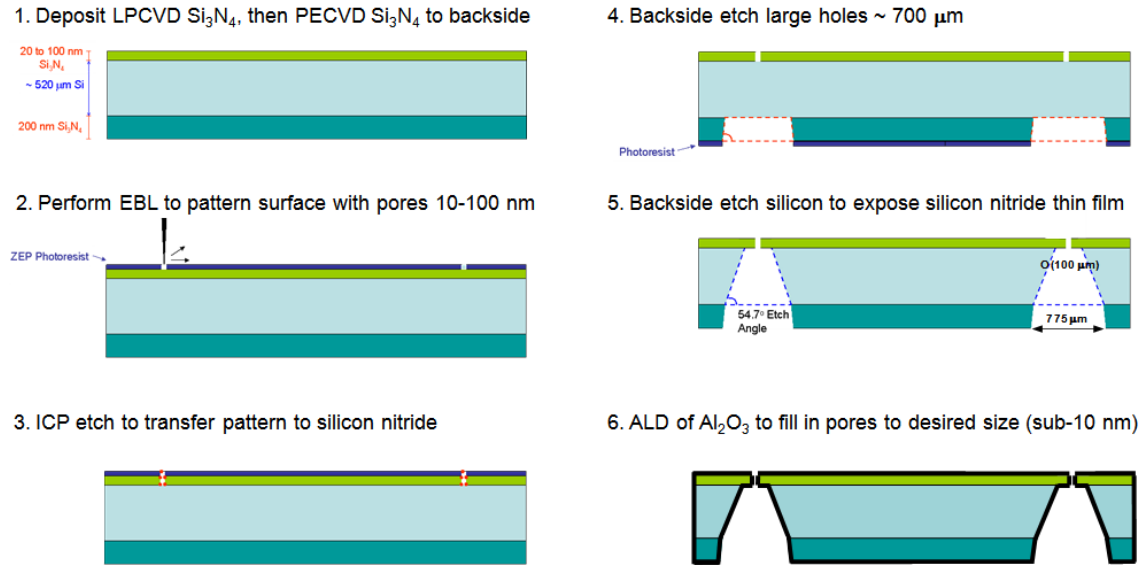 1. Deposit LPCVD Si₃N₄, then PECVD Si₃N₄ to backside
20 to 100 nm
Si₃N₄
~ 520 μm Si
200 nm Si₃N₄
2. Perform EBL to pattern surface with pores 10-100 nm
ZEP Photoresist
3. ICP etch to transfer pattern to silicon nitride
4. Backside etch large holes ~ 700 μm
Photoresist
5. Backside etch silicon to expose silicon nitride thin film
O(100 μm)
54.7° Etch
Angle
775 μm
6. ALD of Al₂O₃ to fill in pores to desired size (sub-10 nm)